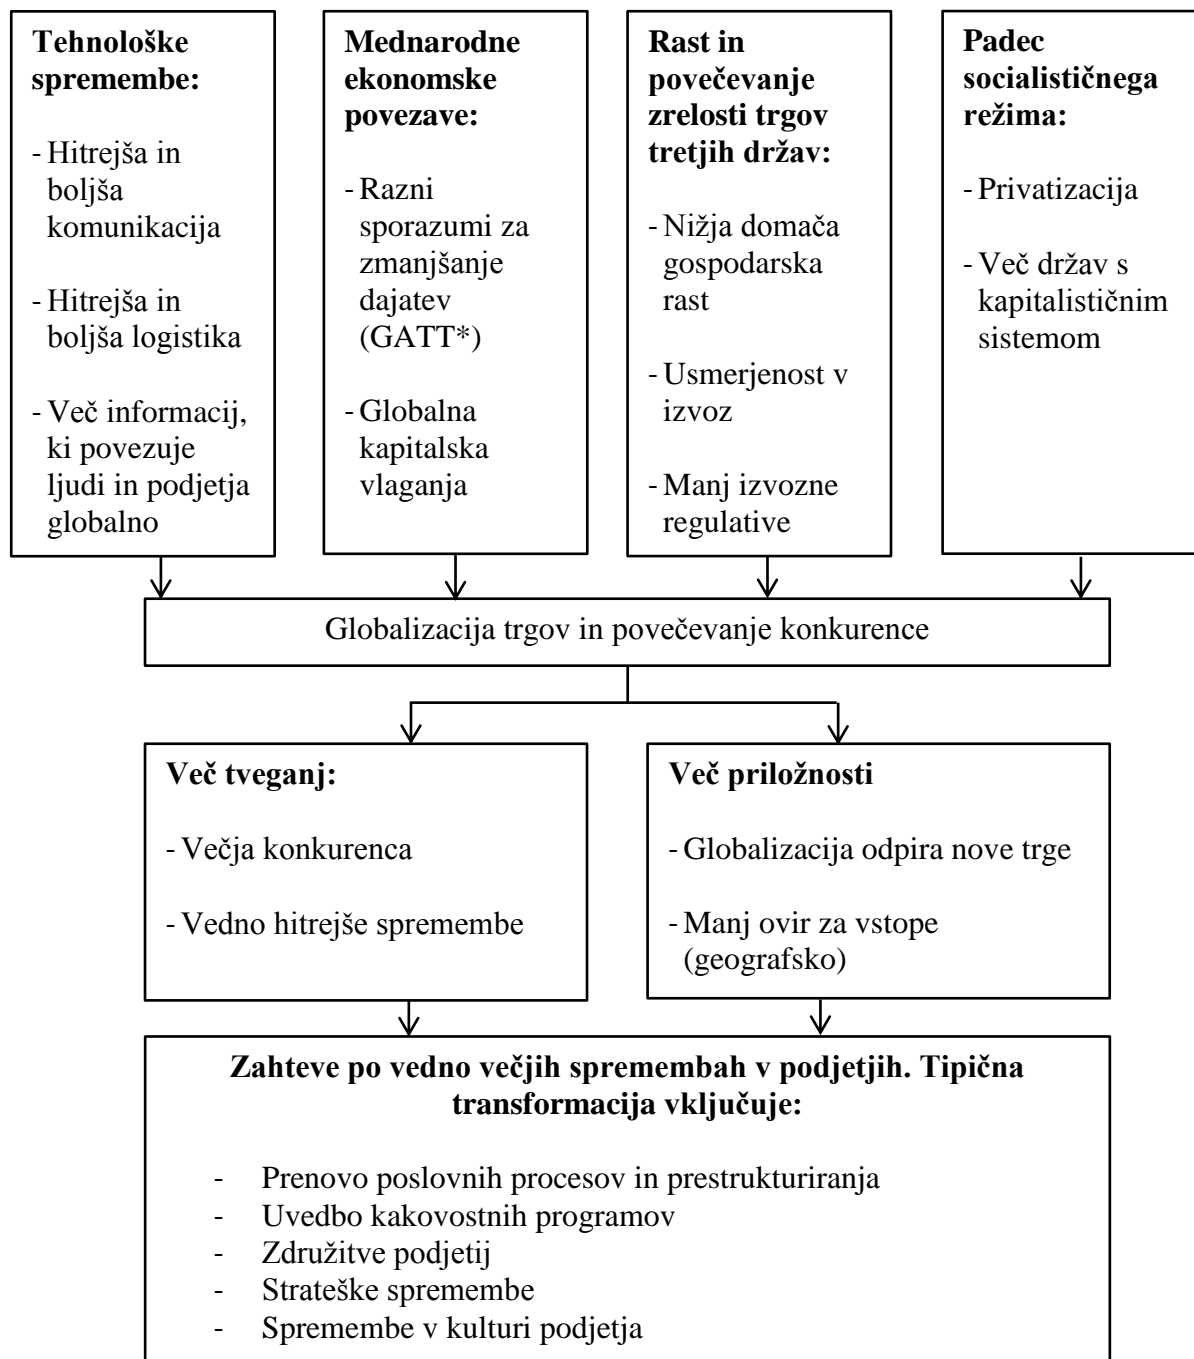 Tehnološke
spremembe:
- Hitrejša in
boljša
komunikacija
- Hitrejša in
boljša logistika
- Več informacij,
ki povezuje
ljudi in podjetja
globalno
Mednarodne
ekonomske
povezave:
- Razni
sporazumi za
zmanjšanje
dajatev
(GATT*)
- Globalna
kapitalska
vlaganja
Rast in
povečevanje
zrelosti trgov
tretjih držav:
- Nižja domača
gospodarska
rast
- Usmerjenost v
izvoz
- Manj izvozne
regulative
Padec
socialističnega
režima:
- Privatizacija
- Več držav s
kapitalističnim
sistemom
Globalizacija trgov in povečevanje konkurence
Več tveganj:
- Večja konkurenca
- Vedno hitrejše spremembe
Več priložnosti
- Globalizacija odpira nove trge
- Manj ovir za vstope
(geografsko)
Zahteve po vedno večjih spremembah v podjetjih. Tipična
transformacija vključuje:
- Prenovo poslovnih procesov in prestrukturiranja
- Uvedbo kakovostnih programov
- Združitve podjetij
- Strateške spremembe
- Spremembe v kulturi podjetja